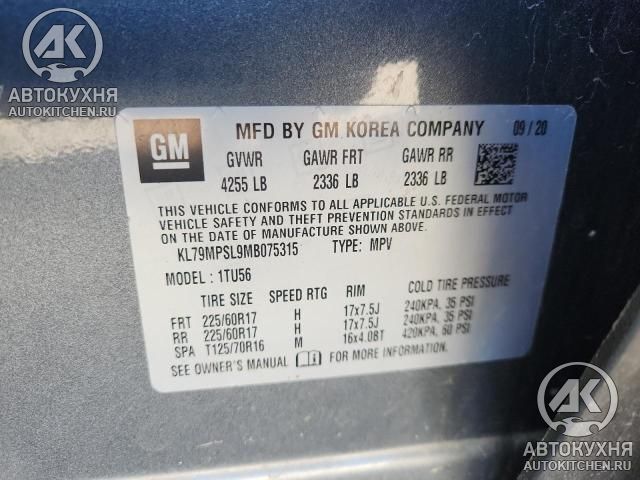 АК
АВТОКУХНЯ
AUTOKITCHEN.RU
GM
MFD BY GM KOREA COMPANY 09/20
GVWR GAWR FRT GAWR RR
4255 LB 2336 LB 2336 LB
THIS VEHICLE CONFORMS TO ALL APPLICABLE U.S. FEDERAL MOTOR
VEHICLE SAFETY AND THEFT PREVENTION STANDARDS IN EFFECT
ON THE DATE OF MANUFACTURE SHOWN ABOVE.
KL79MPSL9MB075315 TYPE: MPV
MODEL: 1TU56
TIRE SIZE SPEED RTG RIM COLD TIRE PRESSURE
FRT 225/60R17 H 17x7.5J 240KPA, 35 PSI
RR 225/60R17 H 17x7.5J 240KPA, 35 PSI
SPA T125/70R16 M 16x4.0BT 420KPA, 60 PSI
SEE OWNER'S MANUAL FOR MORE INFORMATION.
АК
АВТОКУХНЯ
AUTOKITCHEN.RU